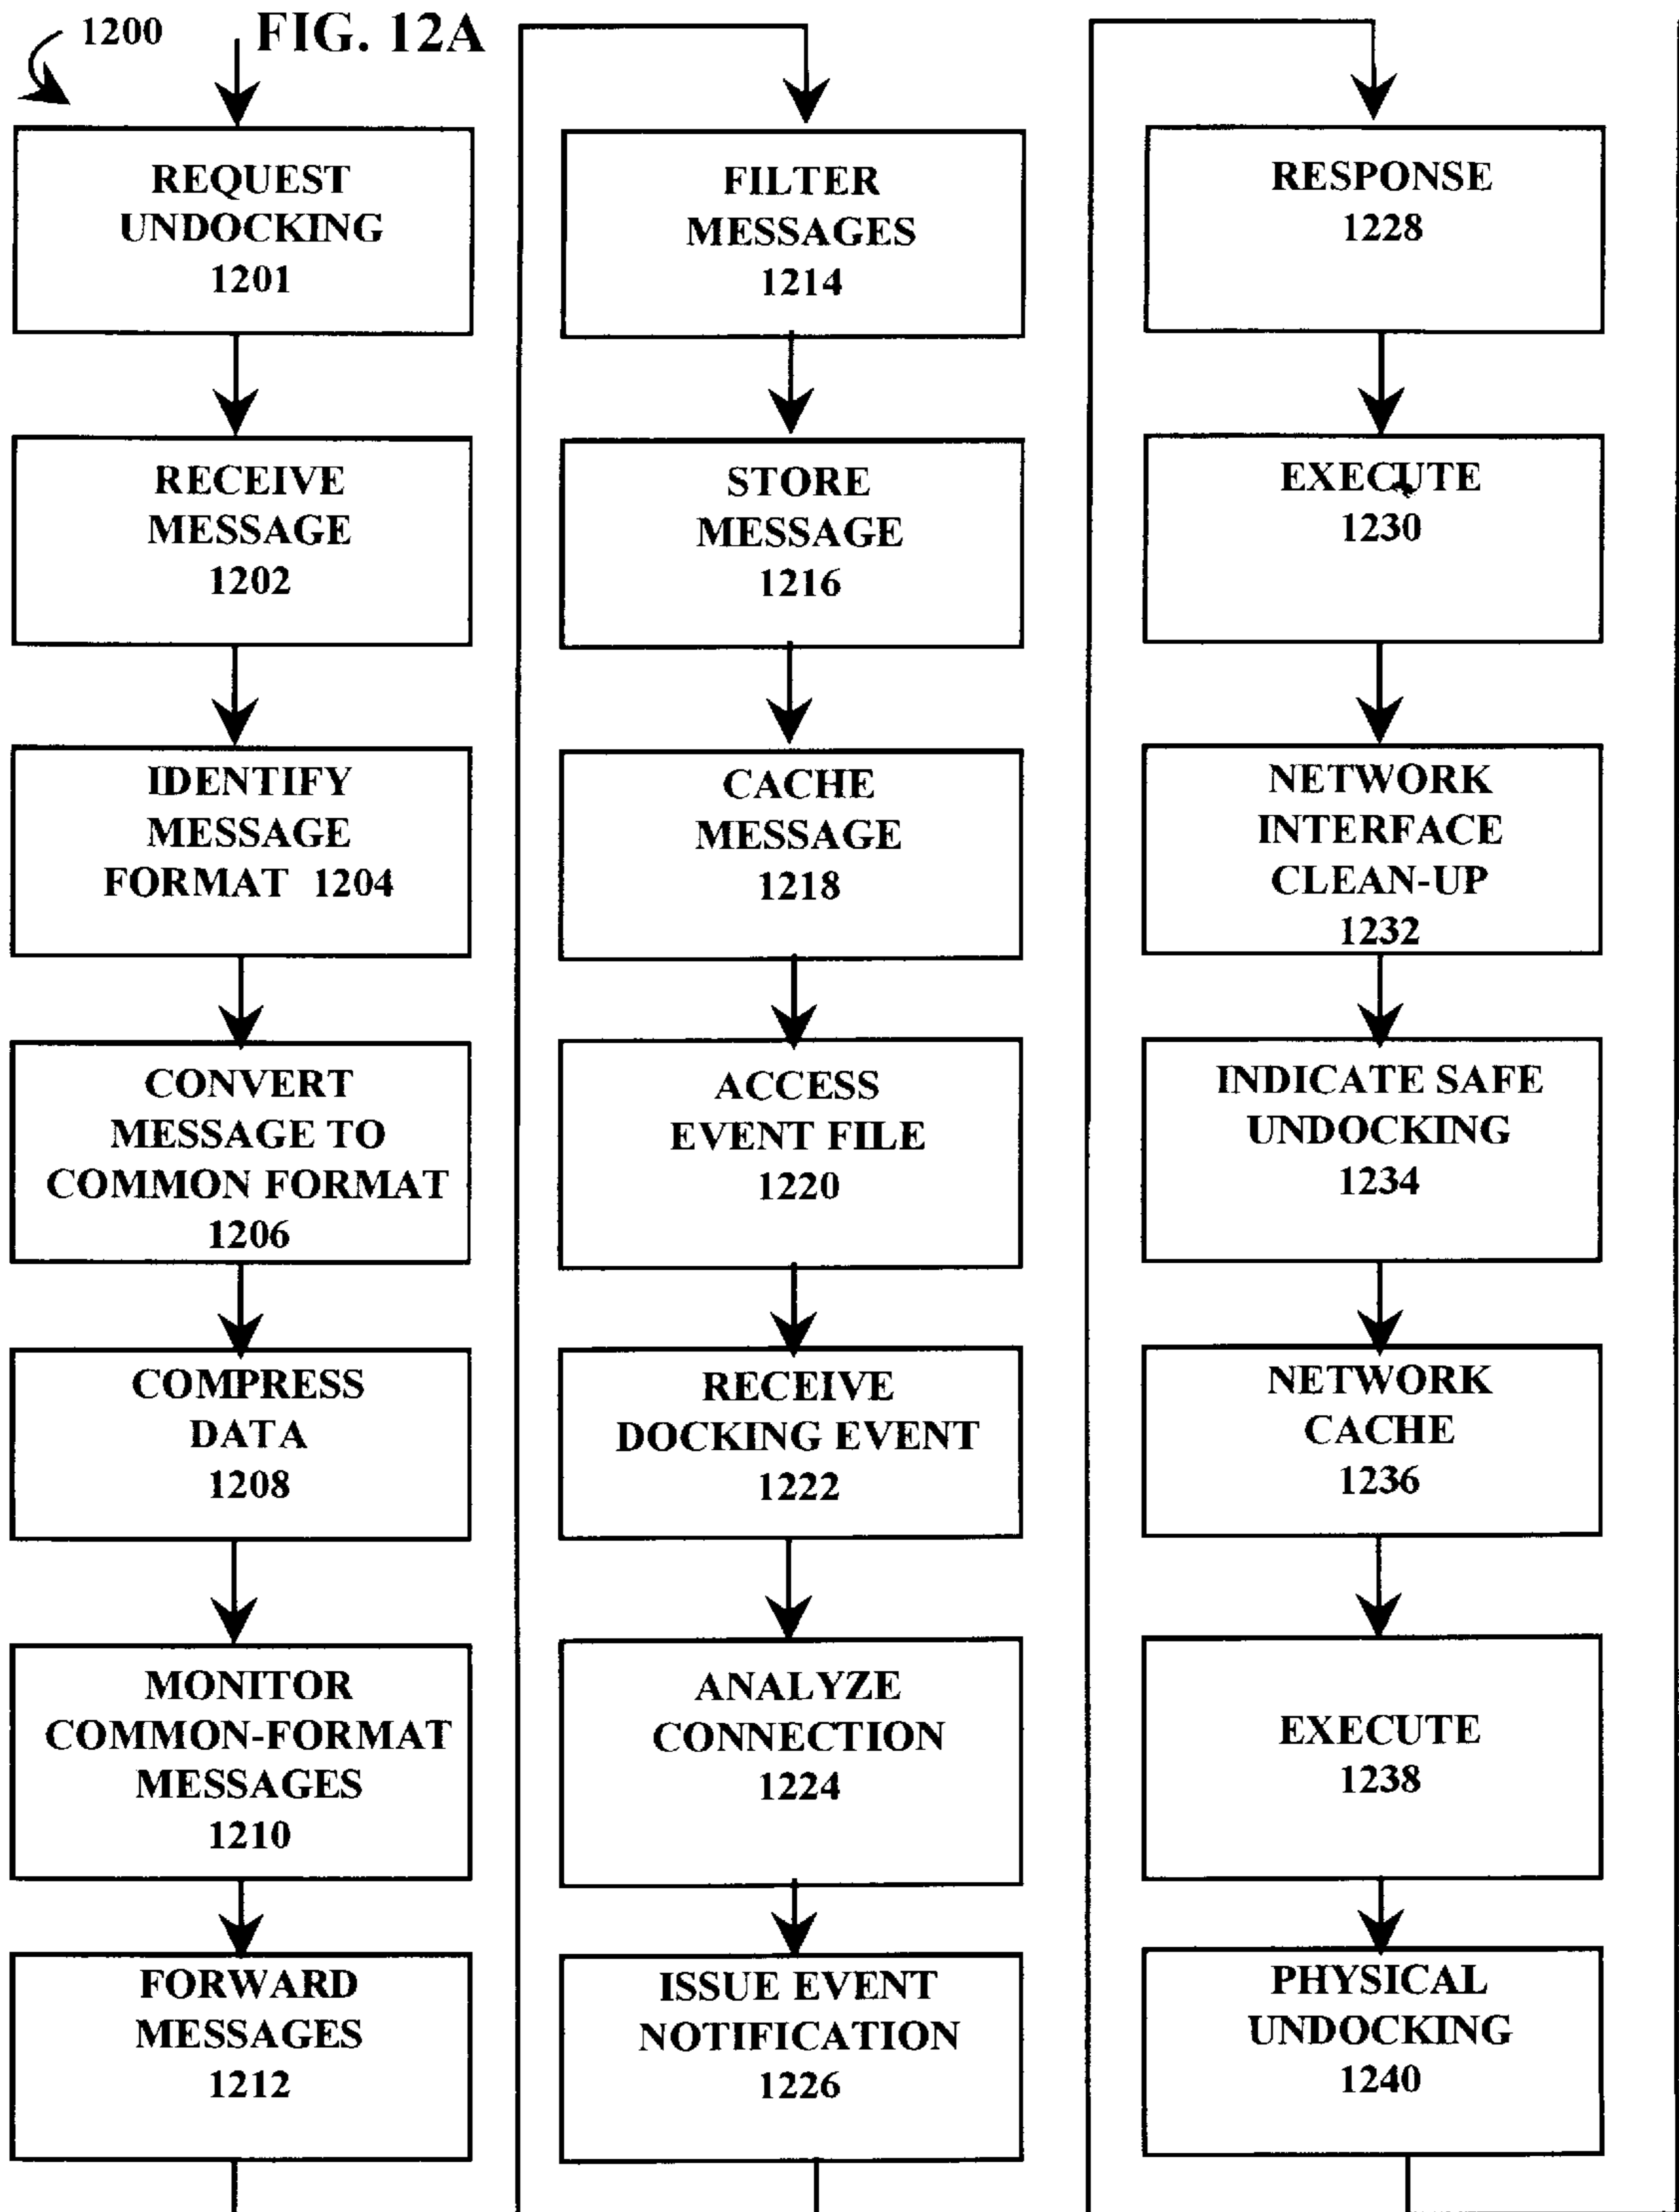 1200
FIG. 12A
REQUEST
UNDOCKING
1201
RECEIVE
MESSAGE
1202
IDENTIFY
MESSAGE
FORMAT 1204
CONVERT
MESSAGE TO
COMMON FORMAT
1206
COMPRESS
DATA
1208
MONITOR
COMMON-FORMAT
MESSAGES
1210
FORWARD
MESSAGES
1212
FILTER
MESSAGES
1214
STORE
MESSAGE
1216
CACHE
MESSAGE
1218
ACCESS
EVENT FILE
1220
RECEIVE
DOCKING EVENT
1222
ANALYZE
CONNECTION
1224
ISSUE EVENT
NOTIFICATION
1226
RESPONSE
1228
EXECUTE
1230
NETWORK
INTERFACE
CLEAN-UP
1232
INDICATE SAFE
UNDOCKING
1234
NETWORK
CACHE
1236
EXECUTE
1238
PHYSICAL
UNDOCKING
1240